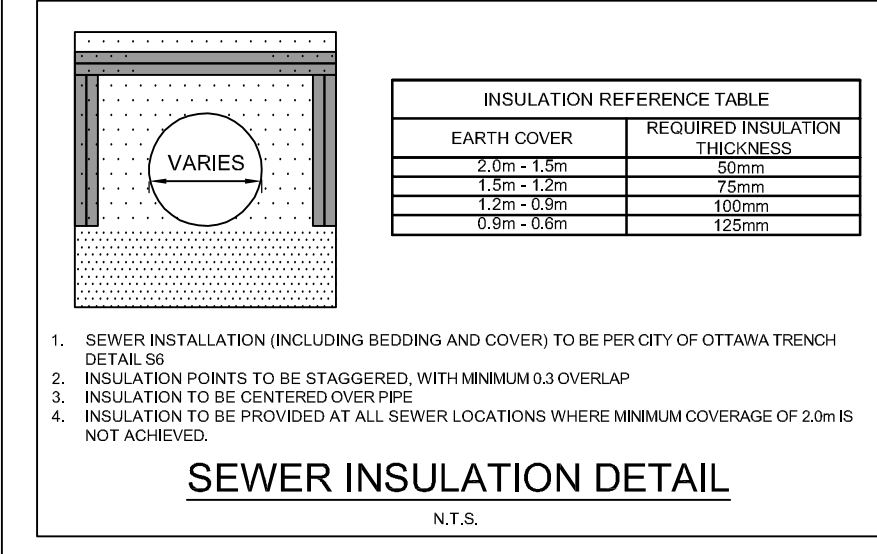 VARIES
INSULATION REFERENCE TABLE
EARTH COVER
REQUIRED INSULATION
THICKNESS
2.0m - 1.5m 50mm
1.5m - 1.2m 75mm
1.2m - 0.9m 100mm
0.9m - 0.6m 125mm
1. SEWER INSTALLATION (INCLUDING BEDDING AND COVER) TO BE PER CITY OF OTTAWA TRENCH
DETAIL S6
2. INSULATION POINTS TO BE STAGGERED, WITH MINIMUM 0.3 OVERLAP
3. INSULATION TO BE CENTERED OVER PIPE
4. INSULATION TO BE PROVIDED AT ALL SEWER LOCATIONS WHERE MINIMUM COVERAGE OF 2.0m IS
NOT ACHIEVED.
SEWER INSULATION DETAIL
N.T.S.